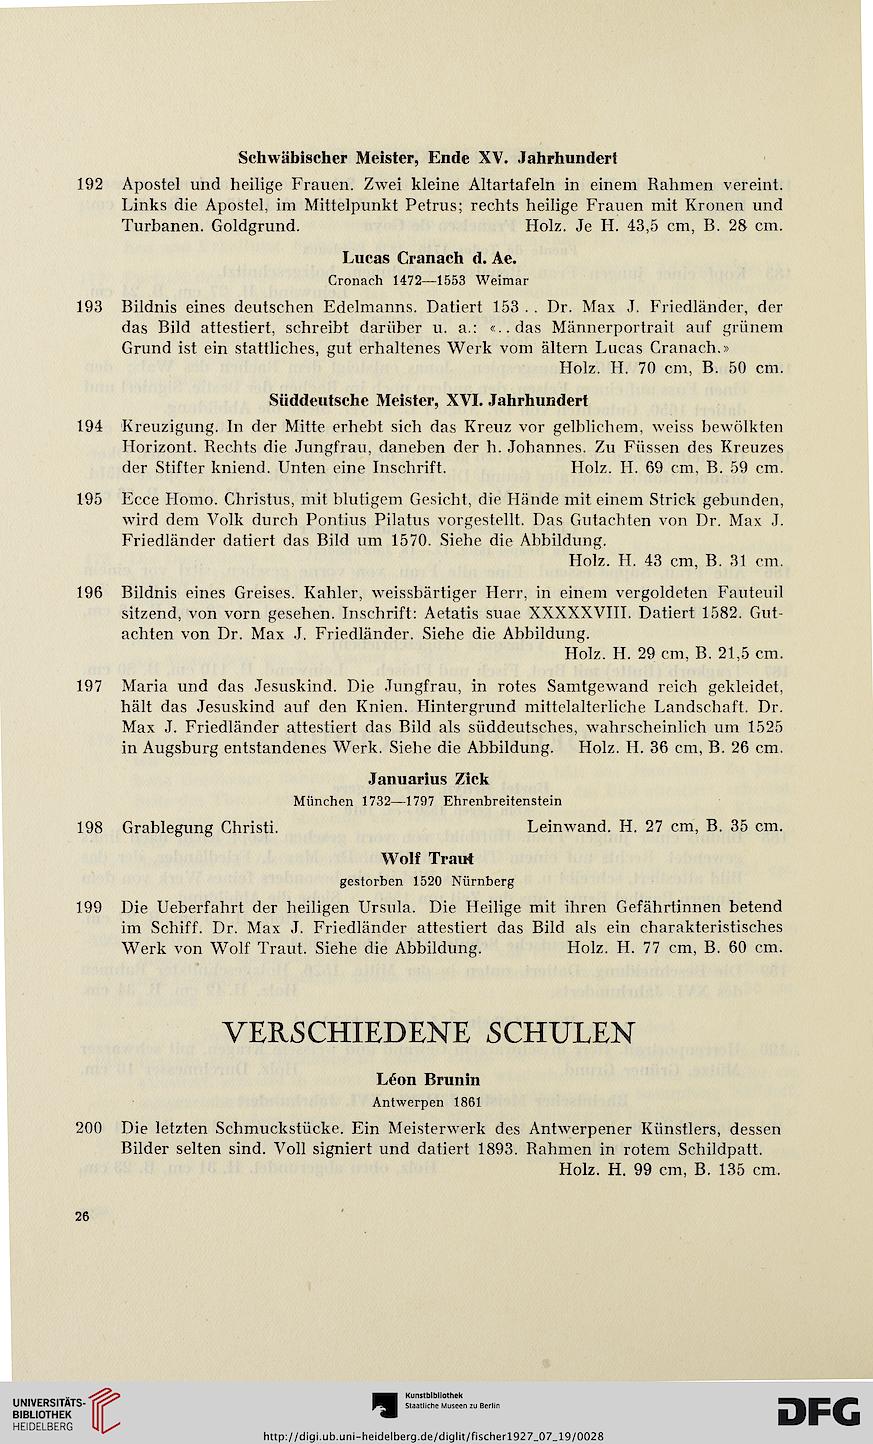 Schwäbischer Meister, Ende XV. Jahrhundert
192 Apostel und heilige Frauen. Zwei kleine Altartafeln in einem Rahmen vereint.
Links die Apostel, im Mittelpunkt Petrus; rechts heilige Frauen mit Kronen und
Turbanen. Goldgrund. Holz. Je H. 43,5 cm, B. 28 cm.
Lucas Cranach d. Ae.
Cronach 1472—1553 Weimar
193 Bildnis eines deutschen Edelmanns. Datiert 153 . . Dr. Max J. Friedländer, der
das Bild attestiert, schreibt darüber u. a.: «. . das Männerportrait auf grünem
Grund ist ein stattliches, gut erhaltenes Werk vom ältern Lucas Cranach.»
Holz. H. 70 cm, B. 50 cm.
Süddeutsche Meister, XVI. Jahrhundert
194 Kreuzigung. In der Mitte erhebt sich das Kreuz vor gelblichem, weiss bewölkten
Horizont. Rechts die Jungfrau, daneben der h. Johannes. Zu Füssen des Kreuzes
der Stifter kniend. Unten eine Inschrift. Holz. H. 69 cm, B. 59 cm.
195 Ecce Homo. Christus, mit blutigem Gesicht, die Hände mit einem Strick gebunden,
wird dem Volk durch Pontius Pilatus vorgestellt. Das Gutachten von Dr. Max J.
Friedländer datiert das Bild um 1570. Siehe die Abbildung.
Holz. H. 43 cm, B. 31 cm.
196 Bildnis eines Greises. Kahler, weissbärtiger Herr, in einem vergoldeten Fauteuil
sitzend, von vorn gesehen. Inschrift: Aetatis suae XXXXXVIII. Datiert 1582. Gut-
achten von Dr. Max J. Friedländer. Siehe die Abbildung.
Holz. H. 29 cm, B. 21,5 cm.
197 Maria und das Jesuskind. Die Jungfrau, in rotes Samtgewand reich gekleidet,
hält das Jesuskind auf den Knien. Hintergrund mittelalterliche Landschaft. Dr.
Max J. Friedländer attestiert das Bild als süddeutsches, wahrscheinlich um 1525
in Augsburg entstandenes Werk. Siehe die Abbildung. Holz. H. 36 cm, B. 26 cm.
Januarius Zick
München 1732—1797 Ehrenbreitenstein
198 Grablegung Christi. Leinwand. H. 27 cm, B. 35 cm.
Wolf Traut
gestorben 1520 Nürnberg
199 Die Ueberfahrt der heiligen Ursula. Die Heilige mit ihren Gefährtinnen betend
im Schiff. Dr. Max J. Friedländer attestiert das Bild als ein charakteristisches
Werk von Wolf Traut. Siehe die Abbildung. Holz. H. 77 cm, B. 60 cm.
VERSCHIEDENE SCHULEN
Léon Brunin
Antwerpen 1861
200 Die letzten Schmuckstücke. Ein Meisterwerk des Antwerpener Künstlers, dessen
Bilder selten sind. Voll signiert und datiert 1893. Rahmen in rotem Schildpatt.
Holz. H. 99 cm, B. 135 cm.
26
UNIVERSITÄTS-
BIBLIOTHEK
HEIDELBERG
Kunstbibliothek
Staatliche Museen zu Berlin
DFG
http://digi.ub.uni-heidelberg.de/diglit/fischer1927_07_19/0028